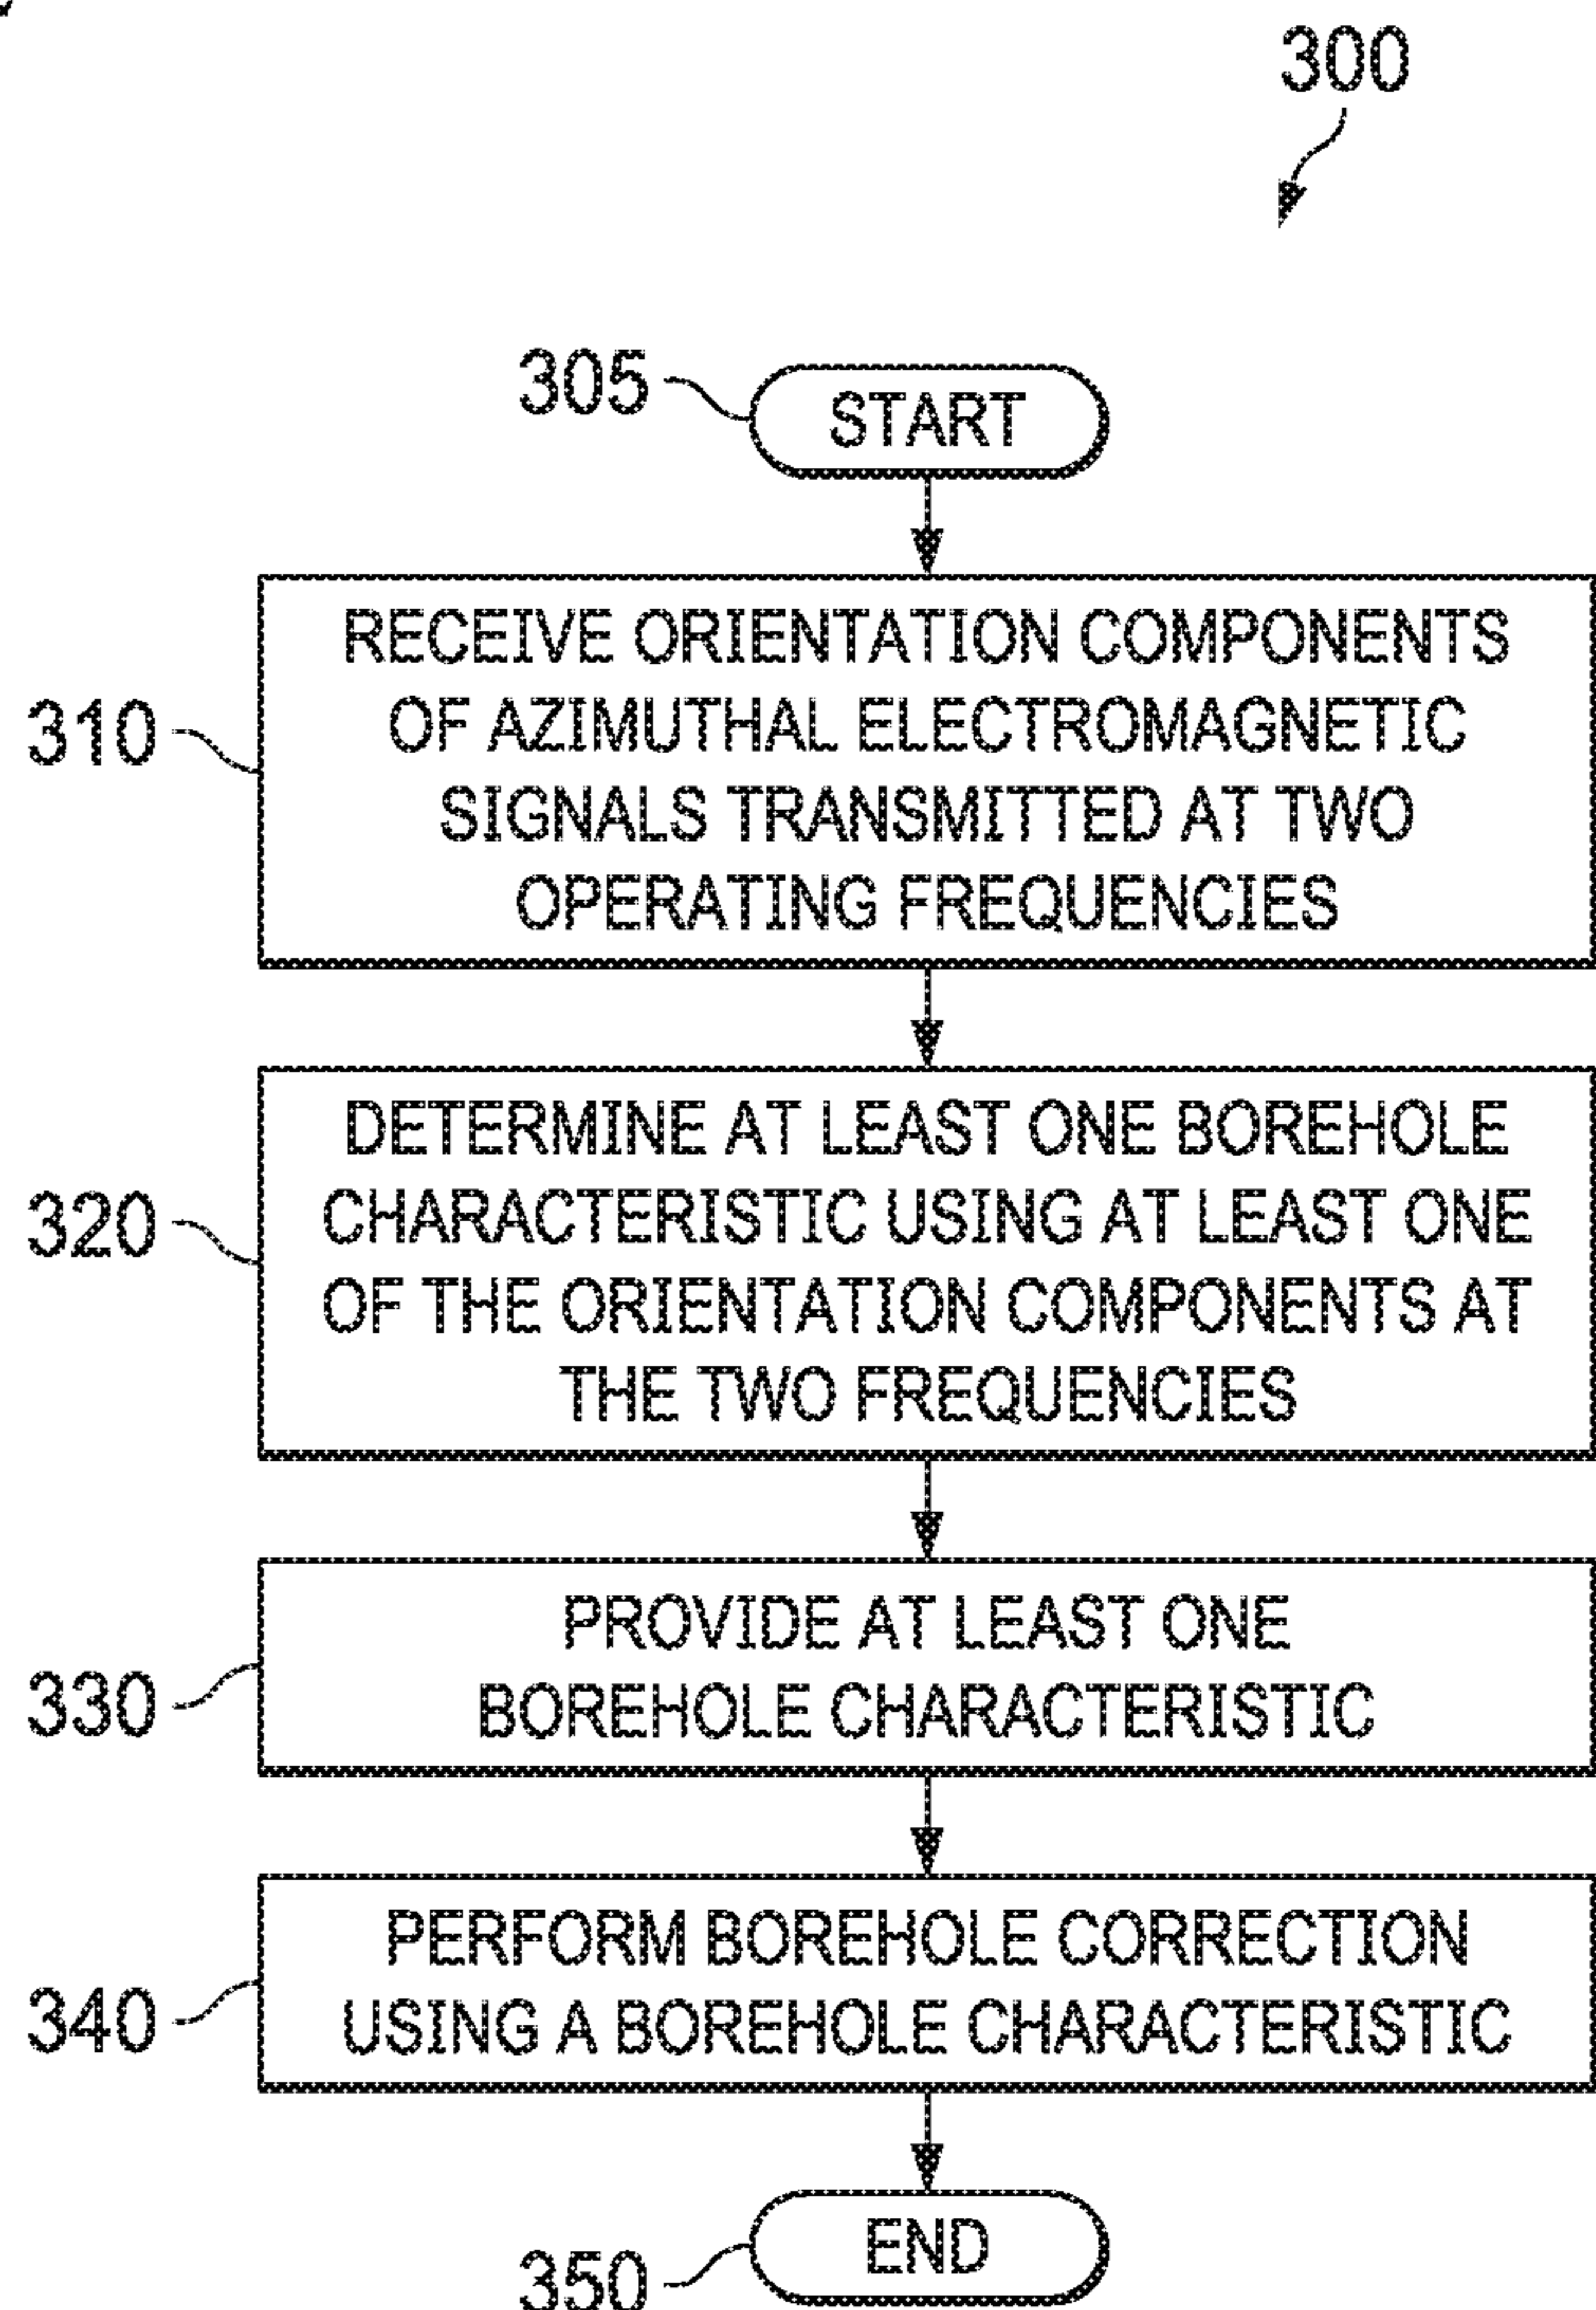 300
305
START
RECEIVE ORIENTATION COMPONENTS
OF AZIMUTHAL ELECTROMAGNETIC
310
SIGNALS TRANSMITTED AT TWO
OPERATING FREQUENCIES
DETERMINE AT LEAST ONE BOREHOLE
320
CHARACTERISTIC USING AT LEAST ONE
OF THE ORIENTATION COMPONENTS AT
THE TWO FREQUENCIES
PROVIDE AT LEAST ONE
330
BOREHOLE CHARACTERISTIC
PERFORM BOREHOLE CORRECTION
340
USING A BOREHOLE CHARACTERISTIC
END
350